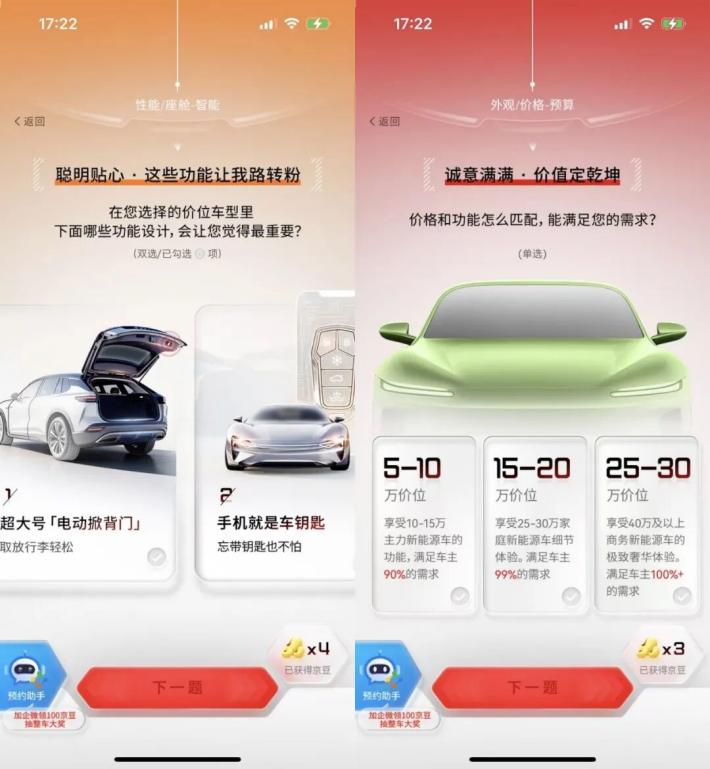 17:22
性能/座舱-智能
返回
聪明贴心 · 这些功能让我路转粉
在您选择的价位车型里
下面哪些功能设计，会让您觉得最重要？
(双选/已勾选 0 项)
1
超大号「电动掀背门」
取放行李轻松
2
手机就是车钥匙
忘带钥匙也不怕
x4
已获得京豆
预约助手
加企微领100京豆
抽整车大奖
下一题
17:22
外观/价格-预算
返回
诚意满满 · 价值定乾坤
价格和功能怎么匹配，能满足您的需求？
(单选)
5-10
万价位
享受10-15万
主力新能源车的
功能，满足车主
90%的需求
15-20
万价位
享受25-30万家
庭新能源车细节
体验。满足车主
99%的需求
25-30
万价位
享受40万及以上
商务新能源车的
极致奢华体验。
满足车主100%+
的需求
x3
已获得京豆
预约助手
加企微领100京豆
抽整车大奖
下一题